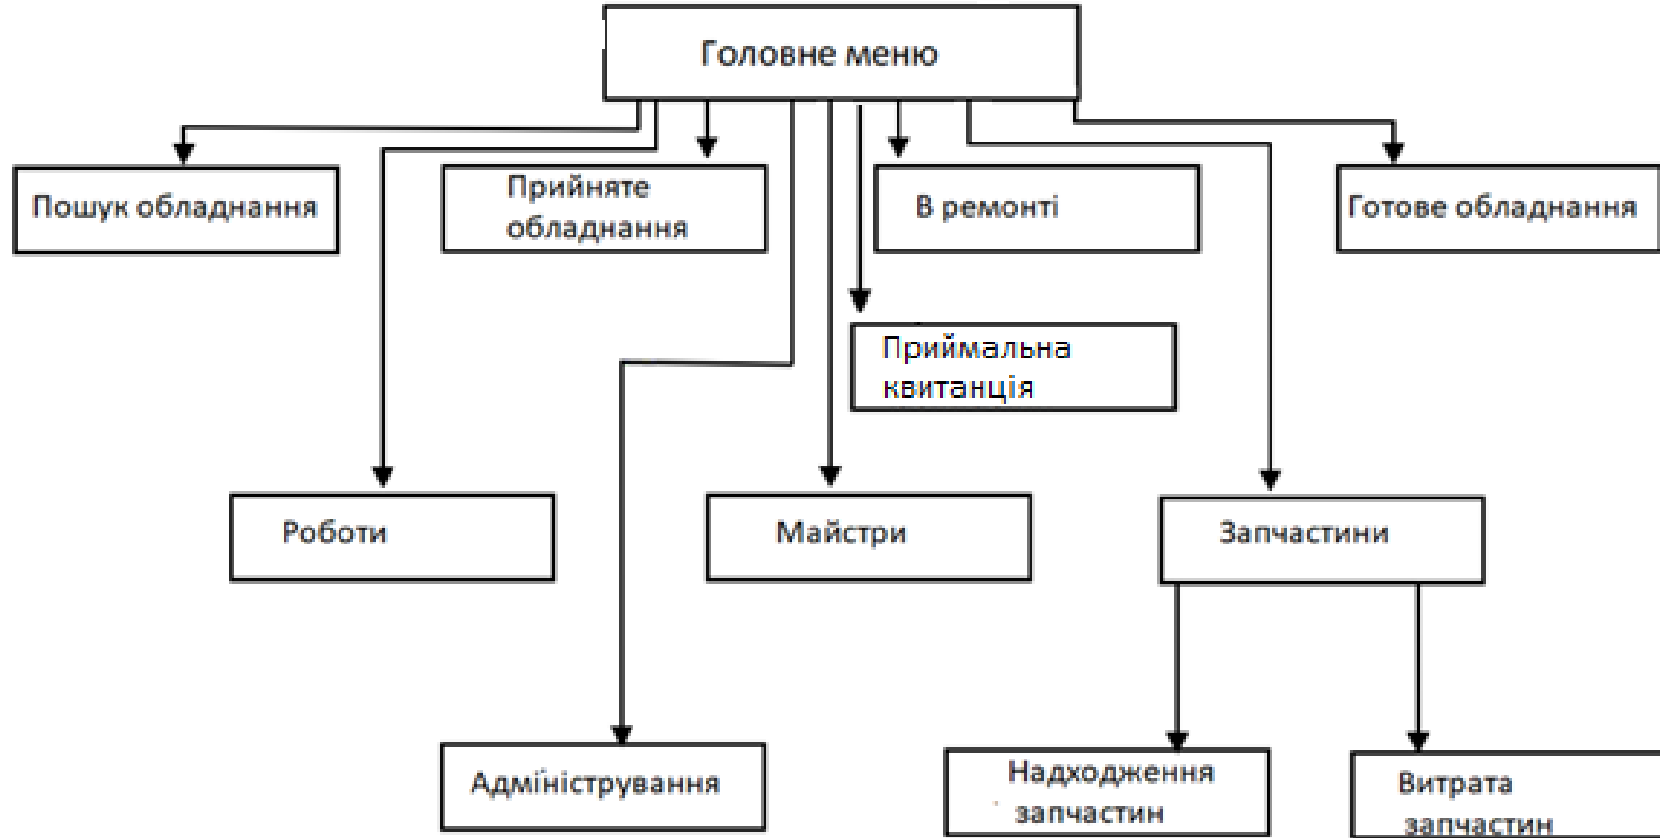 Головне меню
Пошук обладнання
Прийняте
обладнання
В ремонті
Готове обладнання
Приймальна
квитанція
Роботи
Майстри
Запчастини
Адміністрування
Надходження
запчастин
Витрата
запчастин